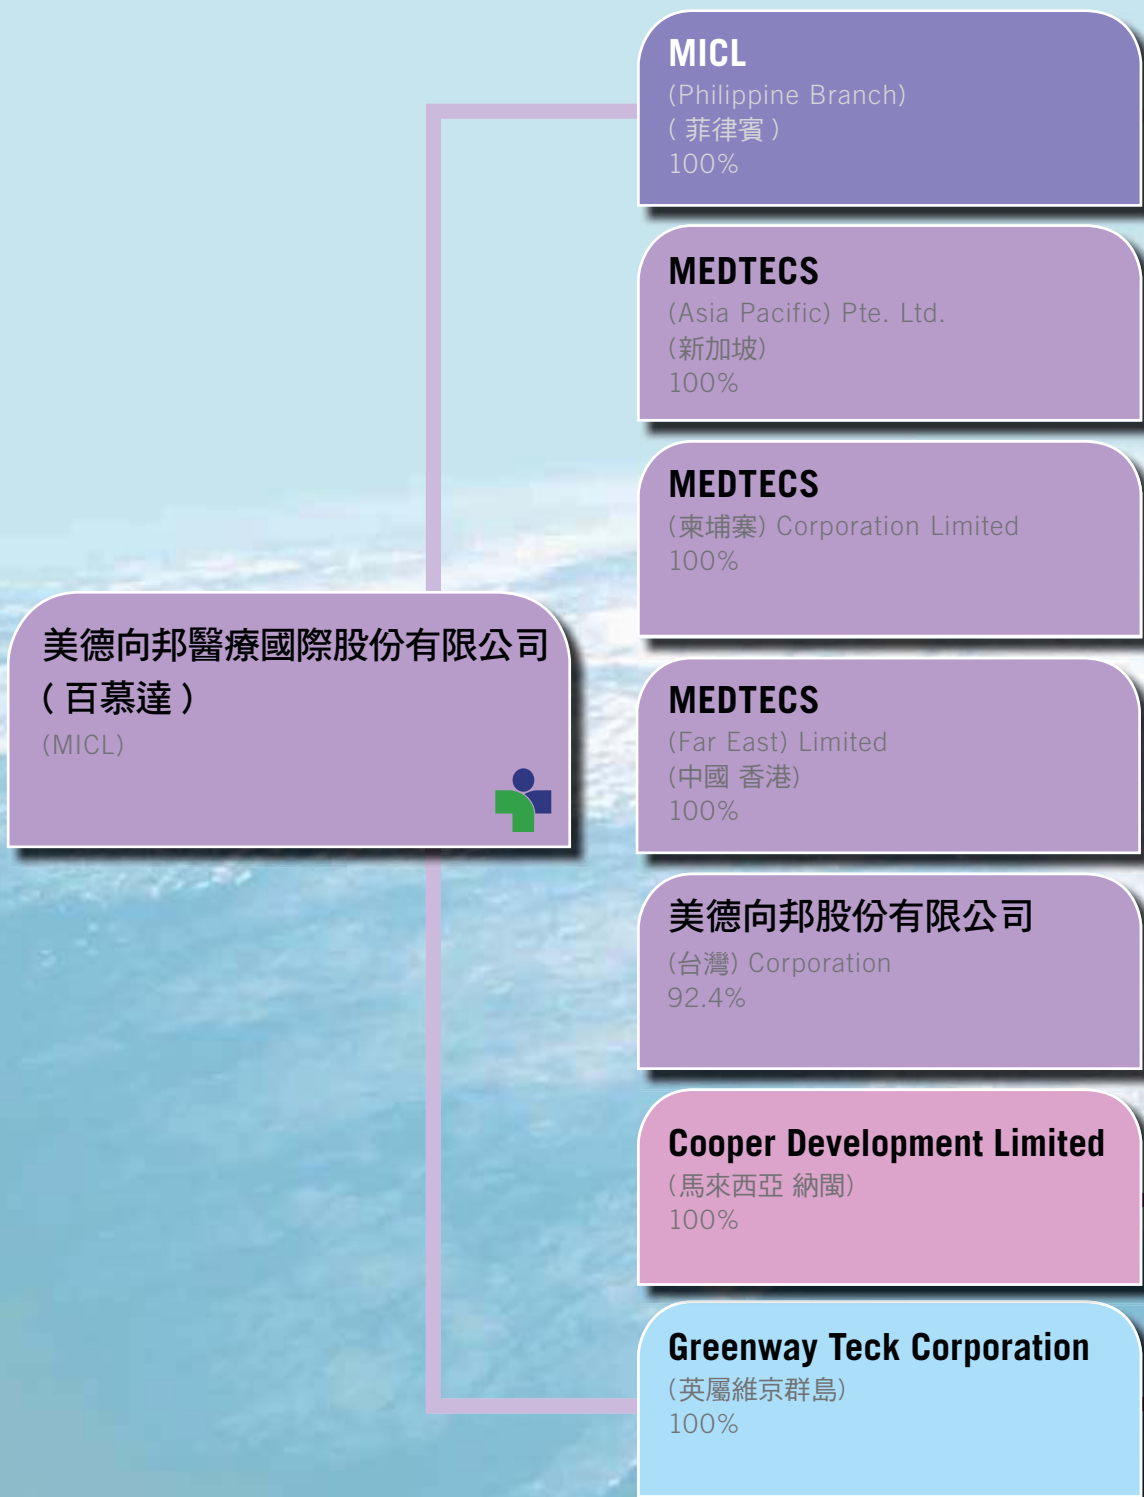 MICL
(Philippine Branch)
( 菲律賓 )
100%
MEDTECS
(Asia Pacific) Pte. Ltd.
(新加坡)
100%
MEDTECS
(柬埔寨) Corporation Limited
100%
美德向邦醫療國際股份有限公司
( 百慕達 )
(MICL)
MEDTECS
(Far East) Limited
(中國 香港)
100%
美德向邦股份有限公司
(台灣) Corporation
92.4%
Cooper Development Limited
(馬來西亞 納閩)
100%
Greenway Teck Corporation
(英屬維京群島)
100%